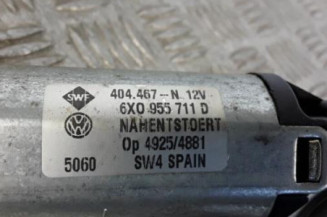 SWF
404.467-N 12V
6X0 955 711 D
NAHENTSTOERT
Op 4925/4881
5060 SW4 SPAIN